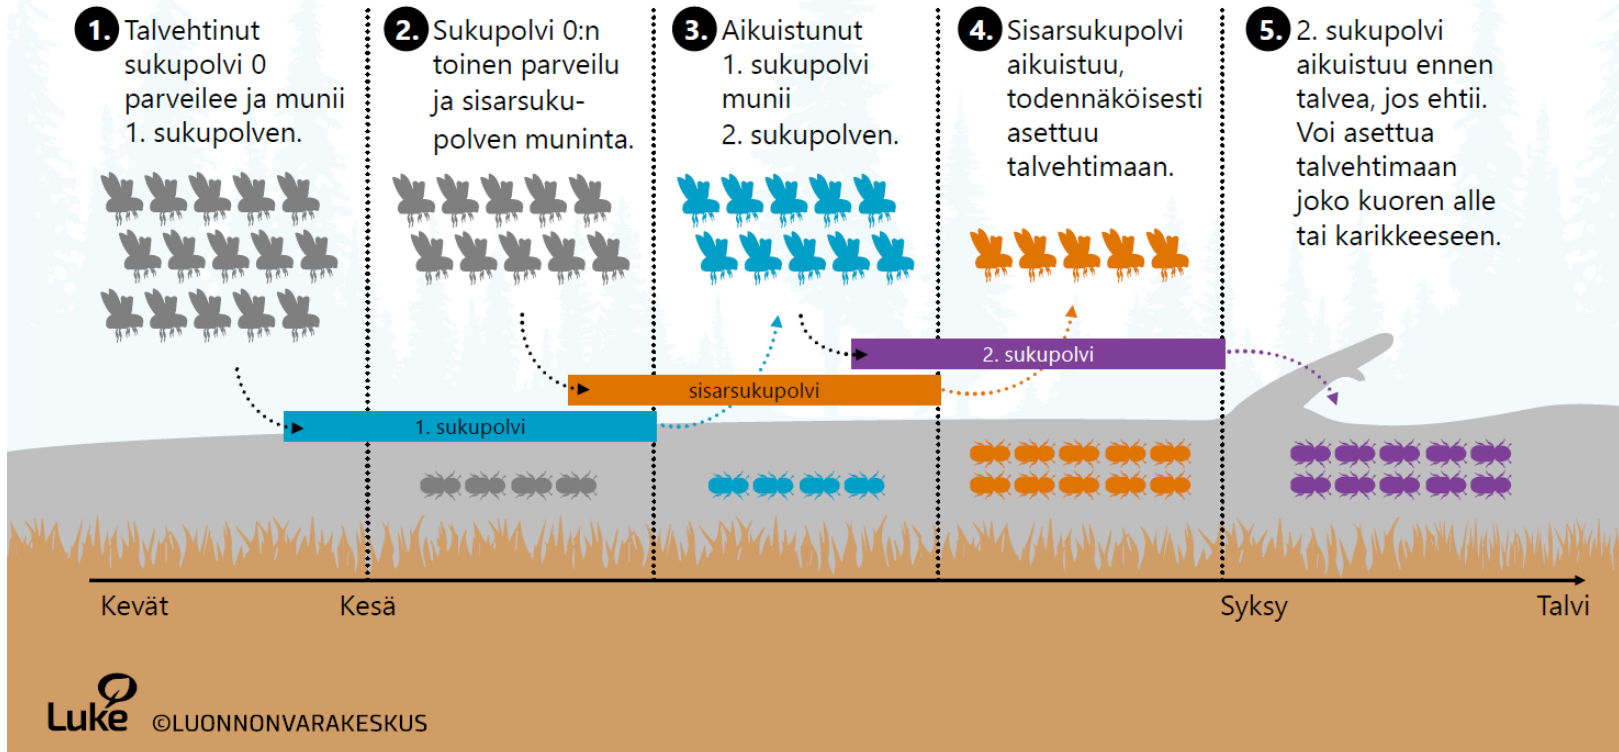 1. Talvehtinut
sukupolvi 0
parveilee ja munii
1. sukupolven.
2. Sukupolvi 0:n
toinen parveilu
ja sisarsuku-
polven muninta.
3. Aikuistunut
1. sukupolvi
munii
2. sukupolven.
4. Sisarsukupolvi
aikuistuu,
todennäköisesti
asettuu
talvehtimaan.
5. 2. sukupolvi
aikuistuu ennen
talvea, jos ehtii.
Voi asettua
talvehtimaan
joko kuoren alle
tai karikkeeseen.
2. sukupolvi
sisarsukupolvi
1. sukupolvi
Kevät
Kesä
Syksy
Talvi
Luke ©LUONNONVARAKESKUS